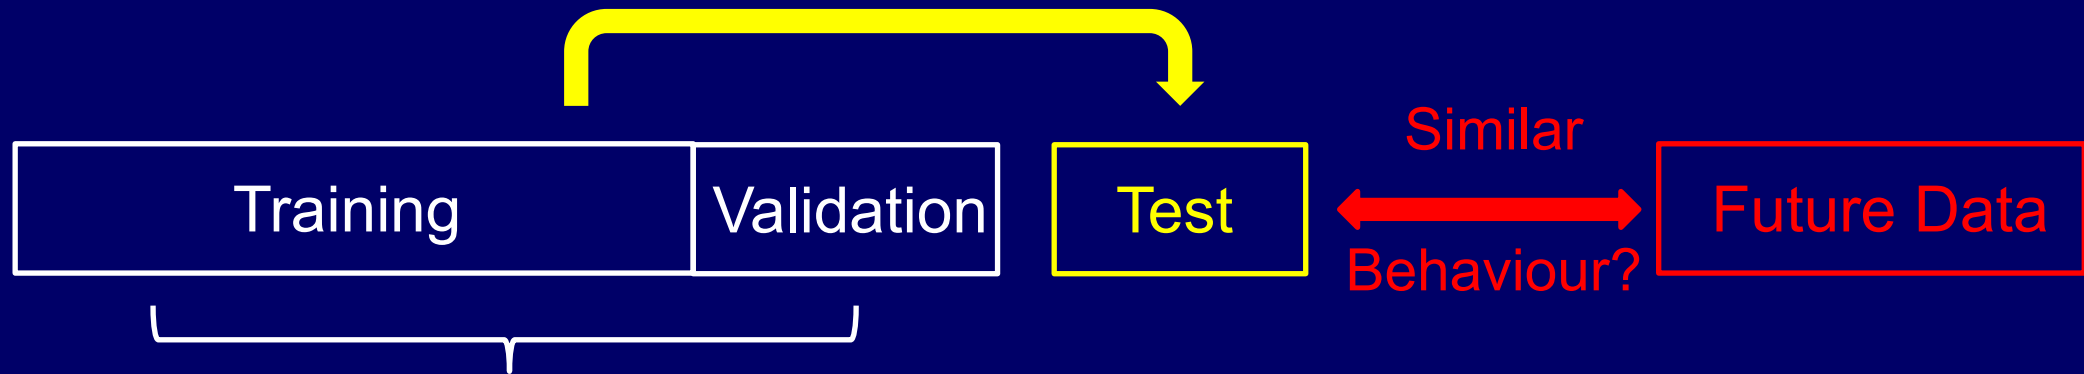 Training
Validation
Test
Similar
Behaviour?
Future Data